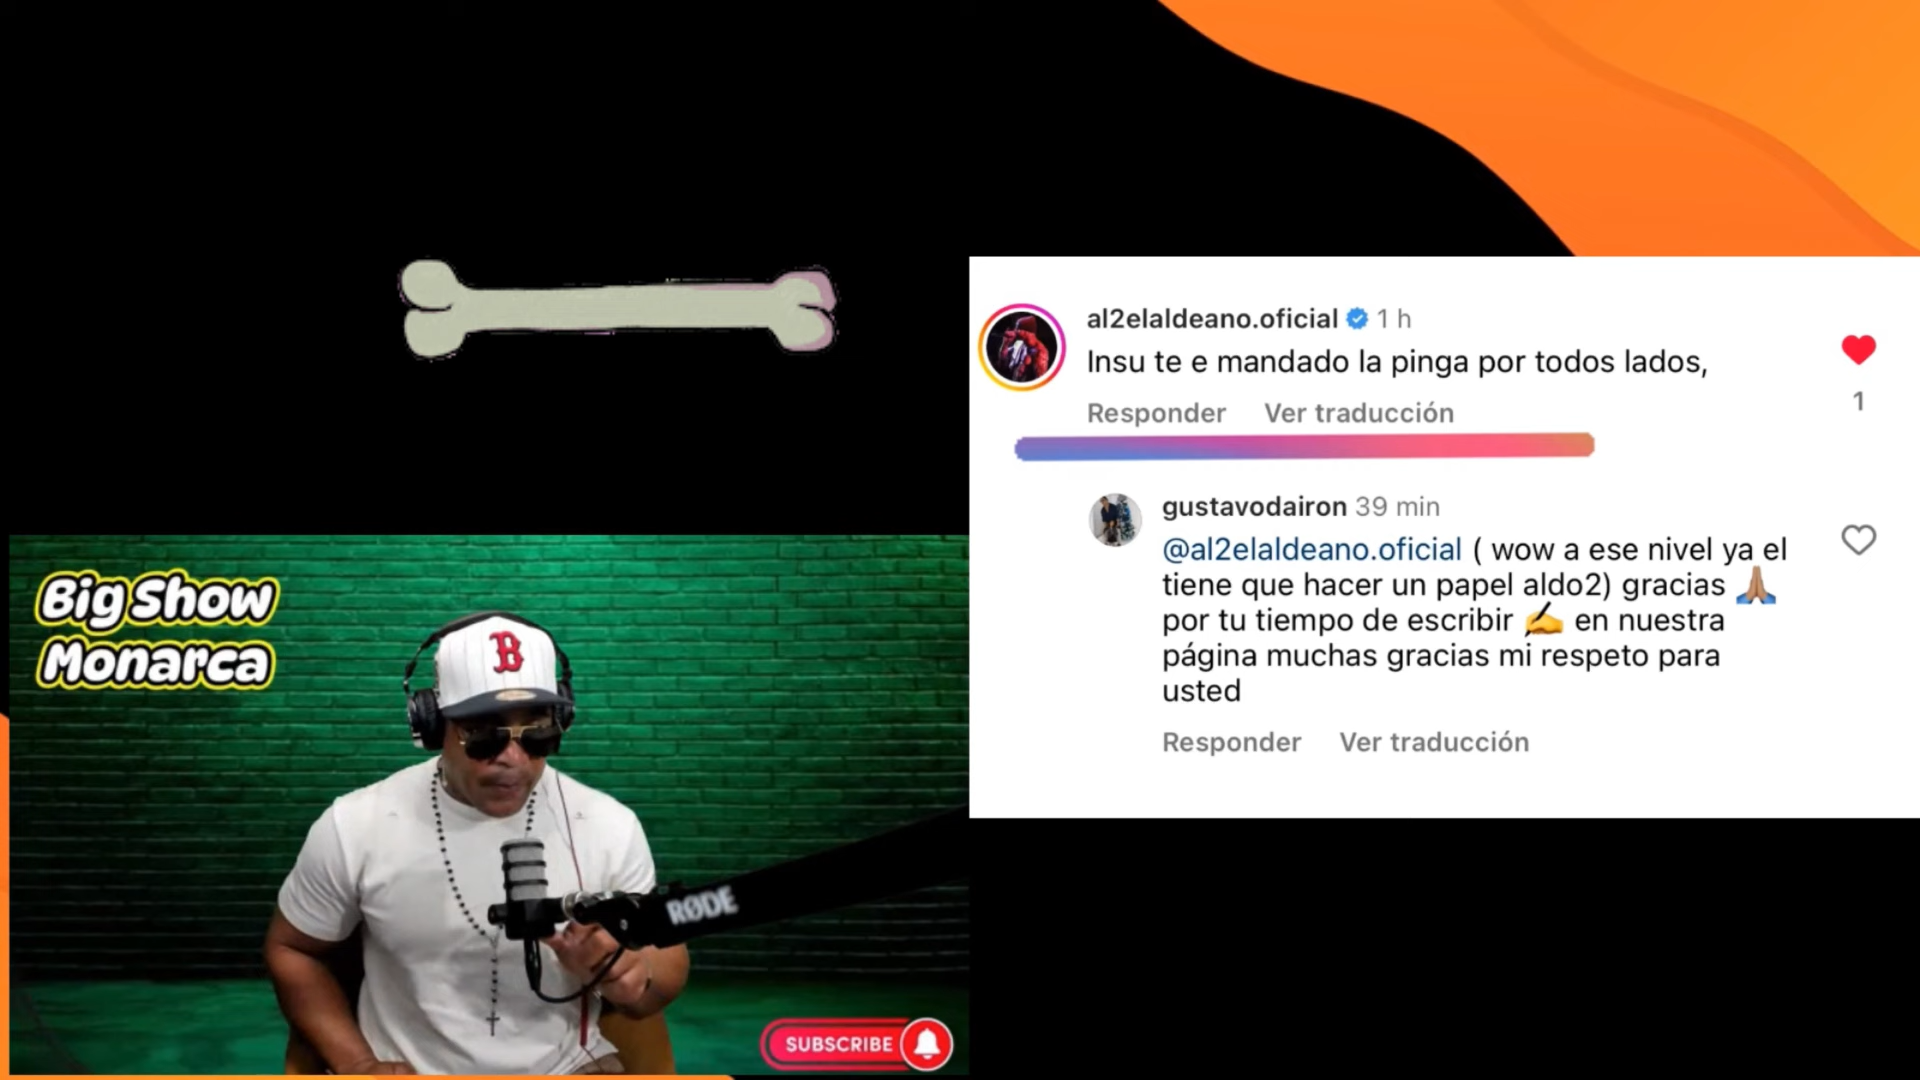 al2elaldeano.oficial 1 h
Insu te e mandado la pinga por todos lados,
1
Responder Ver traducción
gustavodairon 39 min
@al2elaldeano.oficial ( wow a ese nivel ya el
tiene que hacer un papel aldo2) gracias 🙏🏽
por tu tiempo de escribir ✍️ en nuestra
página muchas gracias mi respeto para
usted
Responder Ver traducción
Big Show
Monarca
B
RØDE
SUBSCRIBE